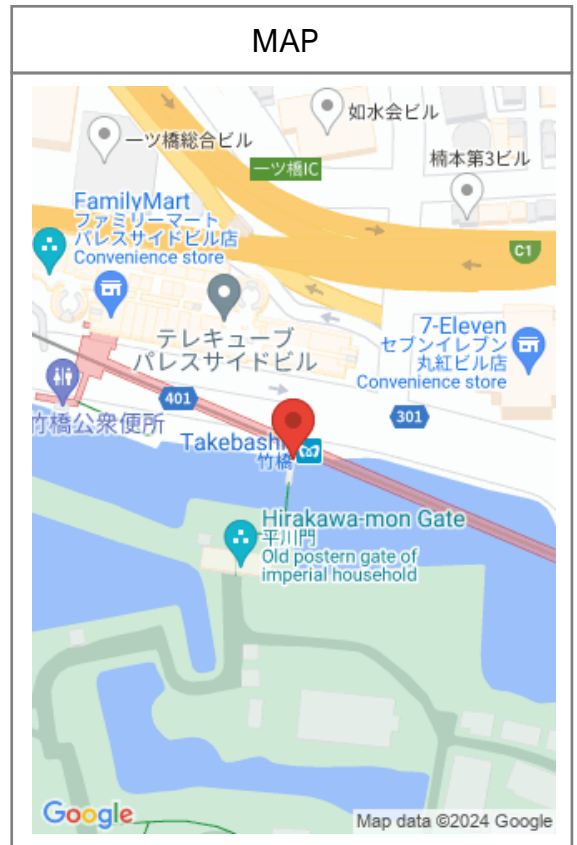 MAP
如水会ビル
一ツ橋総合ビル
一ツ橋IC
楠本第3ビル
FamilyMart
ファミリーマート
パレスサイドビル店
Convenience store
C1
テレキューブ
パレスサイドビル
7-Eleven
セブンイレブン
丸紅ビル店
Convenience store
401
301
竹橋公衆便所
Takebashi
竹橋
Hirakawa-mon Gate
平川門
Old postern gate of
imperial household
Google
Map data ©2024 Google